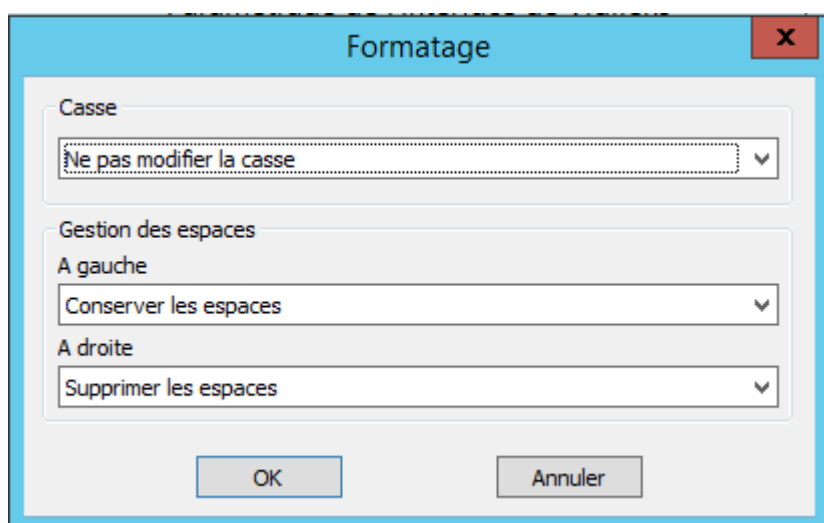 Formatage
x
Casse
Ne pas modifier la casse
Gestion des espaces
A gauche
Conserver les espaces
A droite
Supprimer les espaces
OK
Annuler